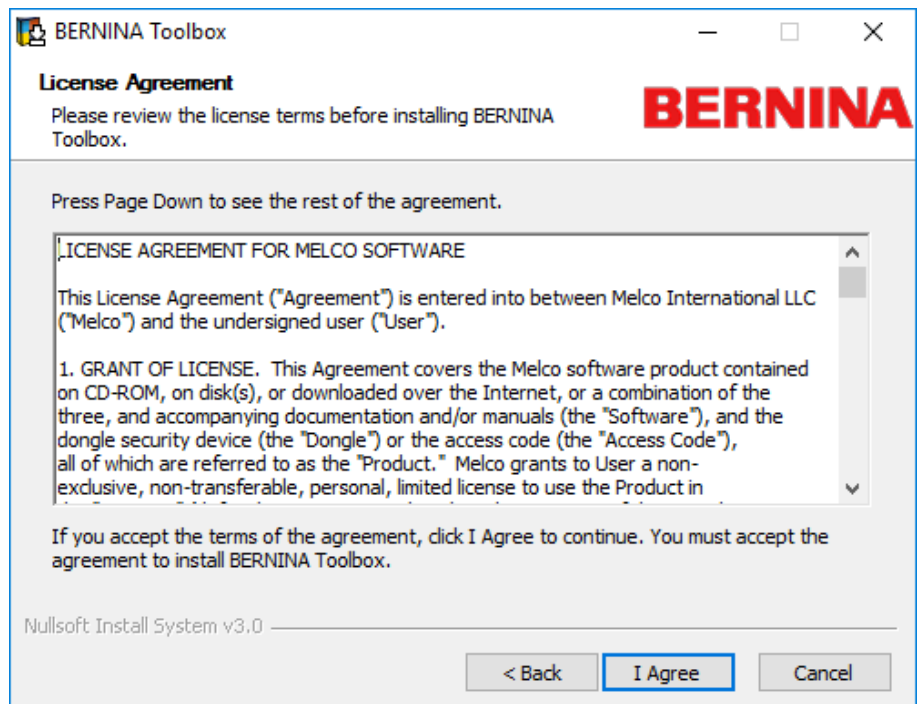 BERNINA Toolbox
License Agreement
Please review the license terms before installing BERNINA
Toolbox.
BERNINA
Press Page Down to see the rest of the agreement.
LICENSE AGREEMENT FOR MELCO SOFTWARE
This License Agreement ("Agreement") is entered into between Melco International LLC
("Melco") and the undersigned user ("User").
1. GRANT OF LICENSE.  This Agreement covers the Melco software product contained
on CD-ROM, on disk(s), or downloaded over the Internet, or a combination of the
three, and accompanying documentation and/or manuals (the "Software"), and the
dongle security device (the "Dongle") or the access code (the "Access Code"),
all of which are referred to as the "Product."  Melco grants to User a non-
exclusive, non-transferable, personal, limited license to use the Product in
If you accept the terms of the agreement, click I Agree to continue. You must accept the
agreement to install BERNINA Toolbox.
Nullsoft Install System v3.0
< Back
I Agree
Cancel